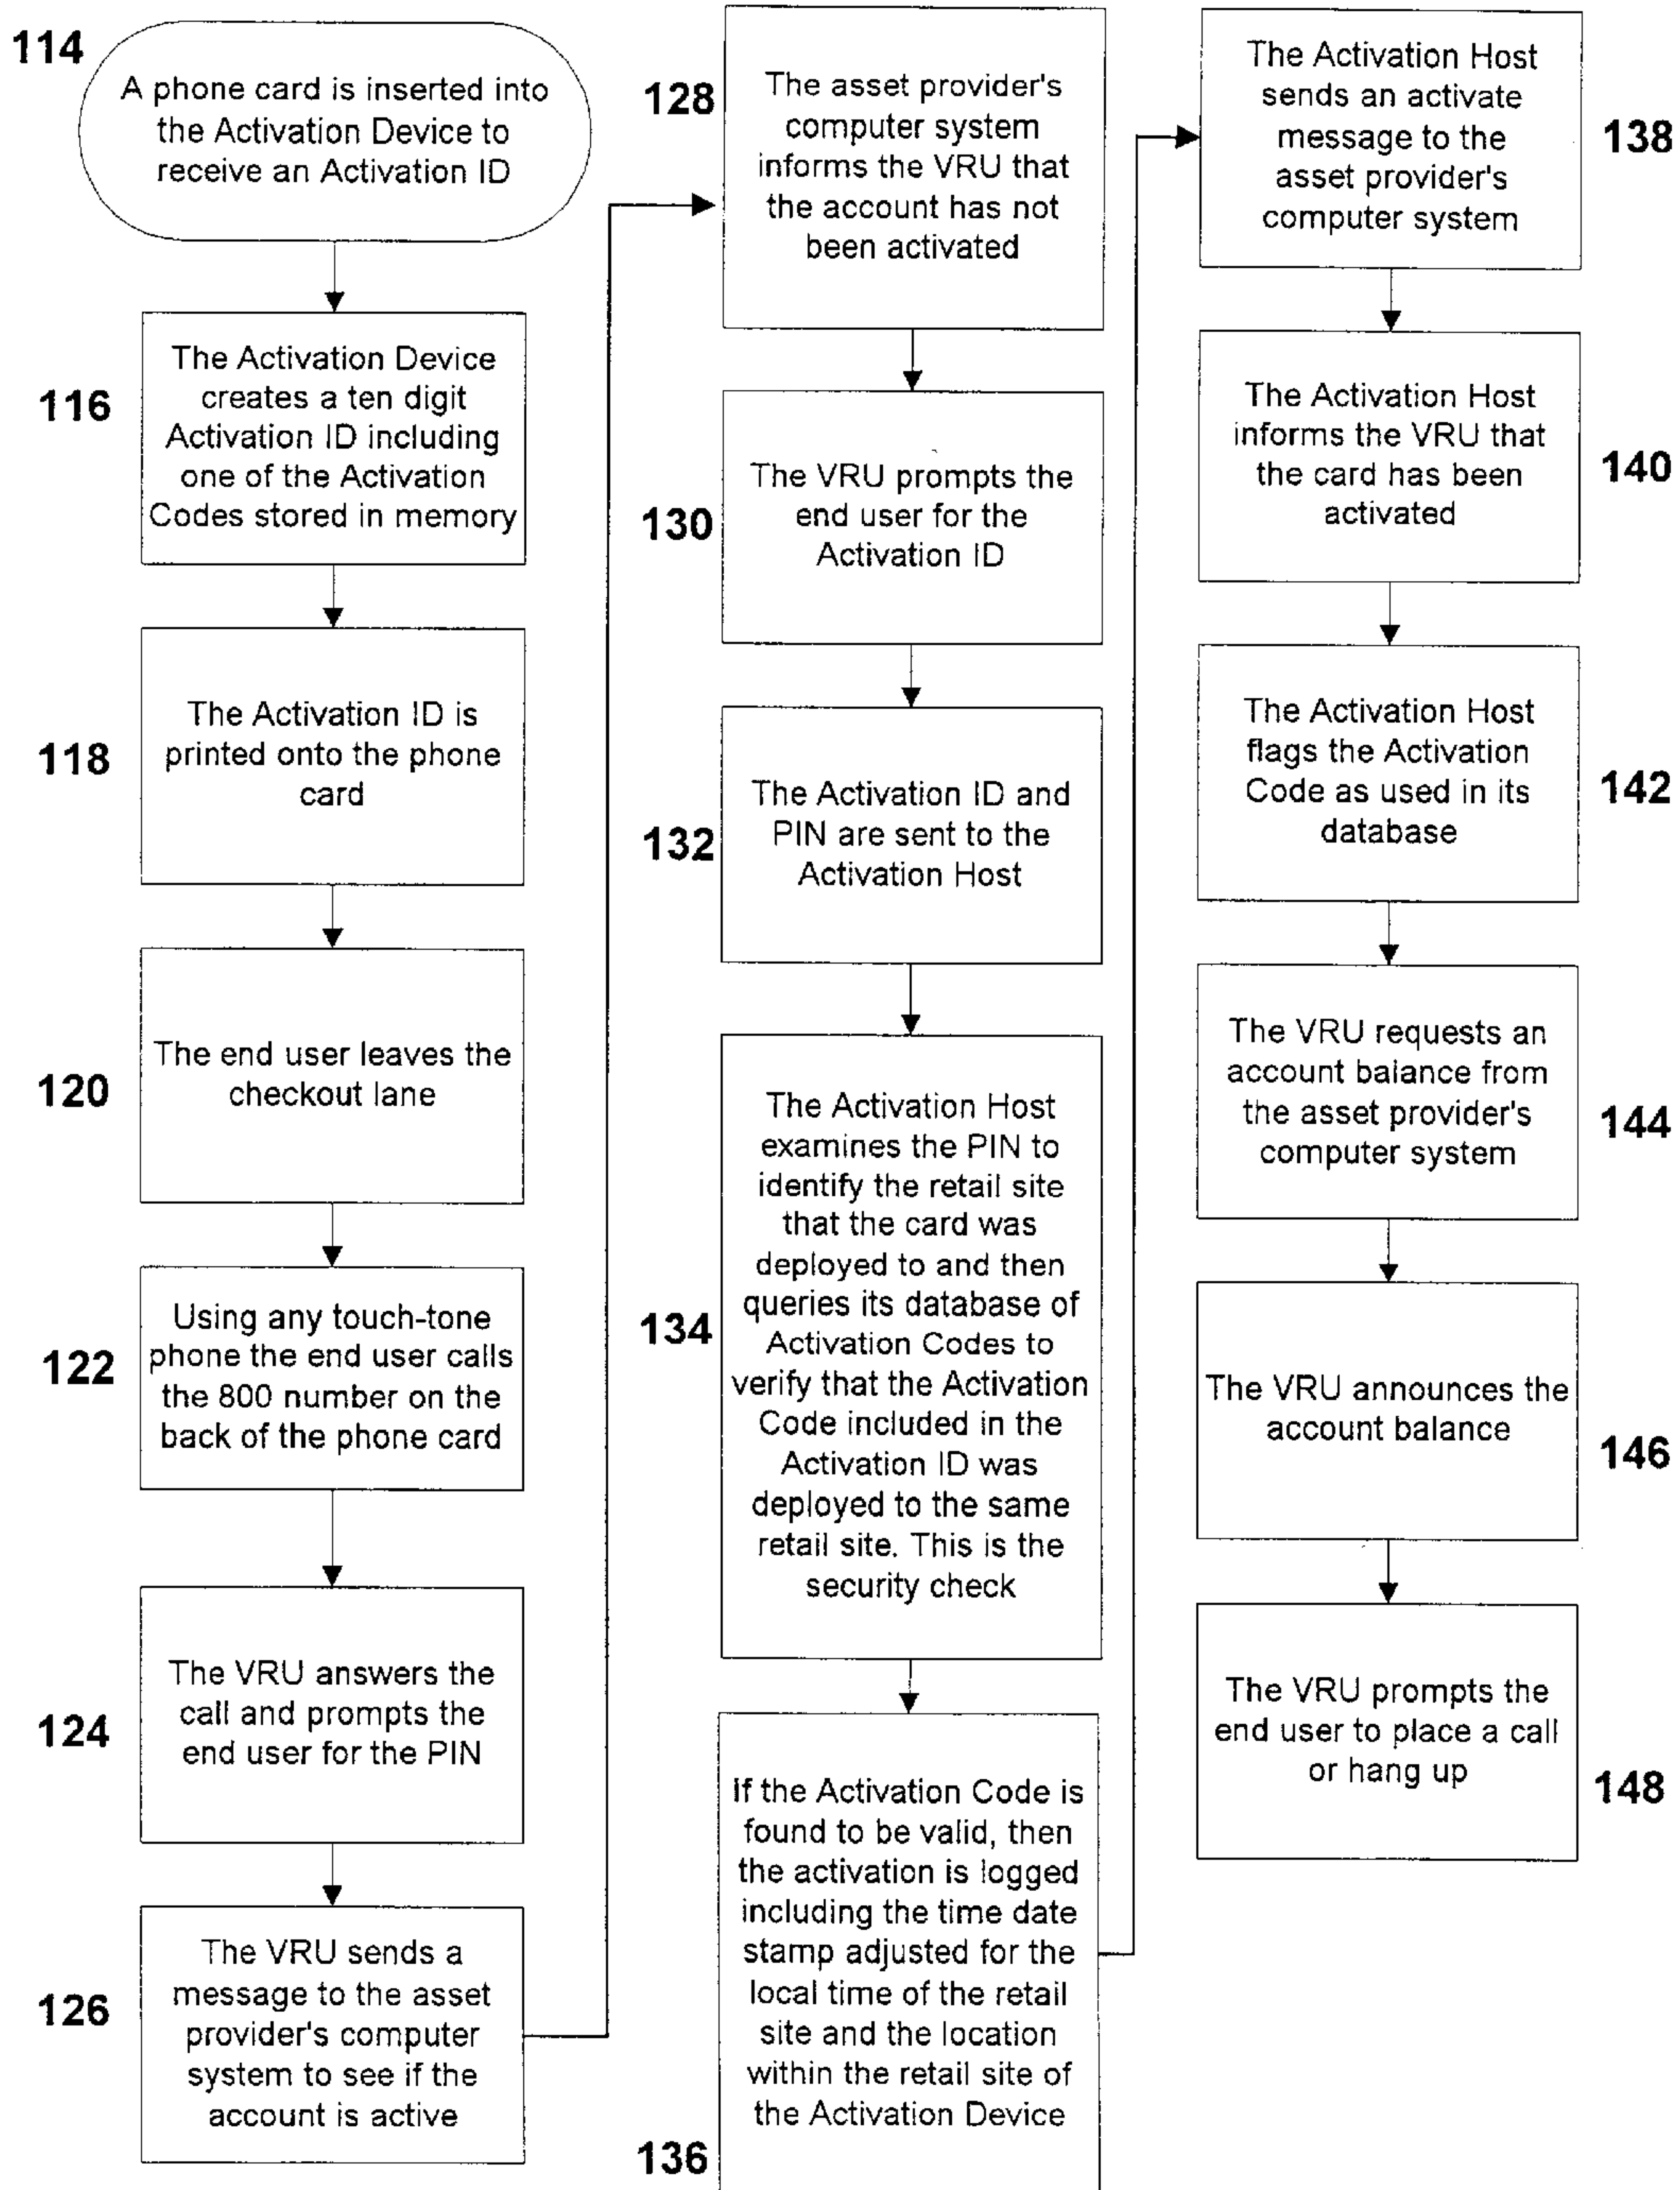 114
A phone card is inserted into
the Activation Device to
receive an Activation ID
116
The Activation Device
creates a ten digit
Activation ID including
one of the Activation
Codes stored in memory
118
The Activation ID is
printed onto the phone
card
120
The end user leaves the
checkout lane
122
Using any touch-tone
phone the end user calls
the 800 number on the
back of the phone card
124
The VRU answers the
call and prompts the
end user for the PIN
126
The VRU sends a
message to the asset
provider's computer
system to see if the
account is active
128
The asset provider's
computer system
informs the VRU that
the account has not
been activated
130
The VRU prompts the
end user for the
Activation ID
132
The Activation ID and
PIN are sent to the
Activation Host
134
The Activation Host
examines the PIN to
identify the retail site
that the card was
deployed to and then
queries its database of
Activation Codes to
verify that the Activation
Code included in the
Activation ID was
deployed to the same
retail site. This is the
security check
136
If the Activation Code is
found to be valid, then
the activation is logged
including the time date
stamp adjusted for the
local time of the retail
site and the location
within the retail site of
the Activation Device
138
The Activation Host
sends an activate
message to the
asset provider's
computer system
140
The Activation Host
informs the VRU that
the card has been
activated
142
The Activation Host
flags the Activation
Code as used in its
database
144
The VRU requests an
account balance from
the asset provider's
computer system
146
The VRU announces the
account balance
148
The VRU prompts the
end user to place a call
or hang up